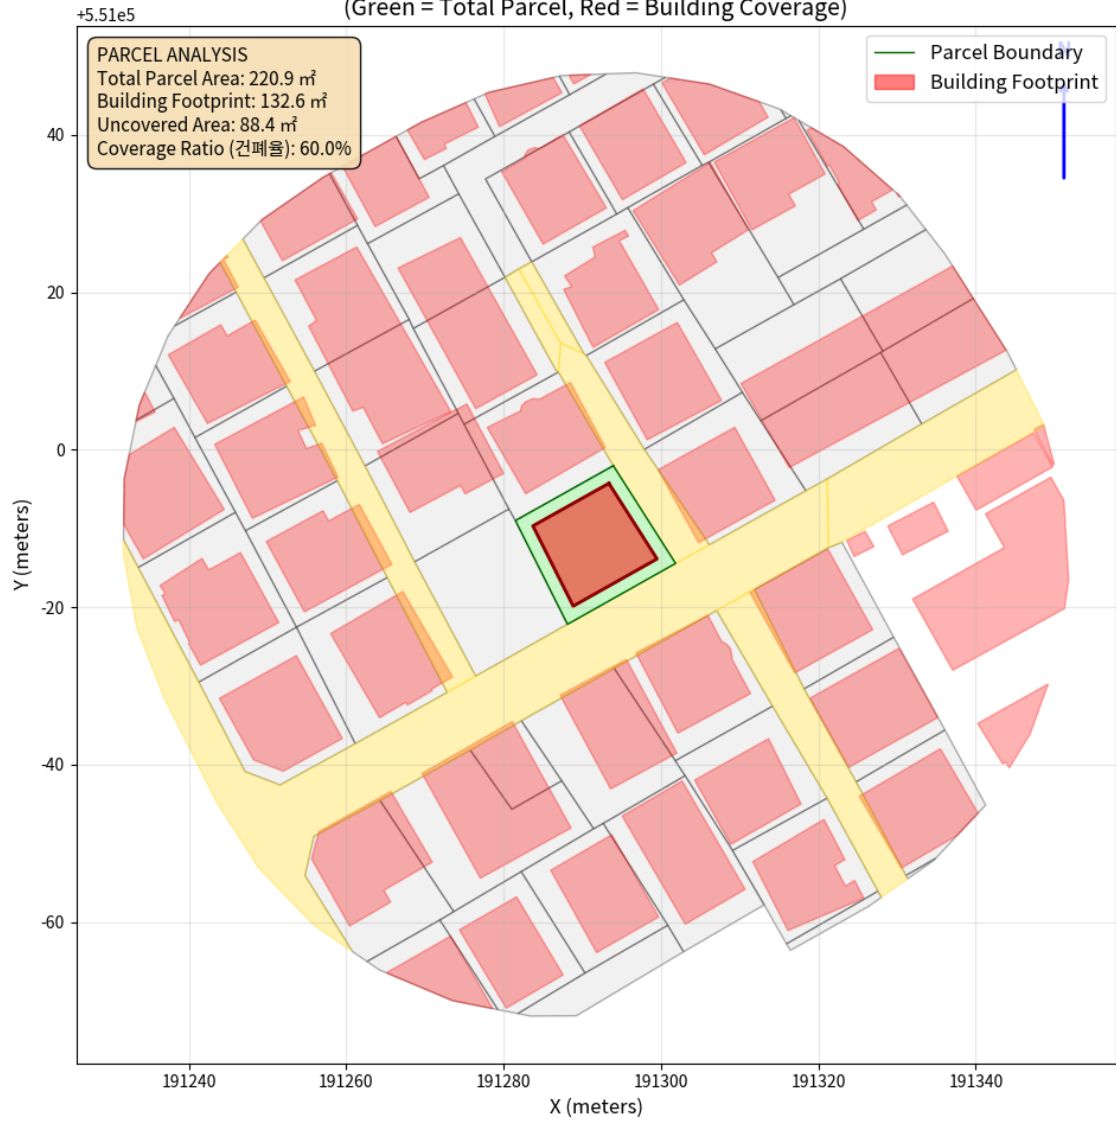 (Green = Total Parcel, Red = Building Coverage)
+5.51e5
PARCEL ANALYSIS
Total Parcel Area: 220.9 ㎡
Building Footprint: 132.6 ㎡
Uncovered Area: 88.4 ㎡
Coverage Ratio (건폐율): 60.0%
Parcel Boundary
Building Footprint
N
40
20
0
-20
-40
-60
Y (meters)
191240 191260 191280 191300 191320 191340
X (meters)